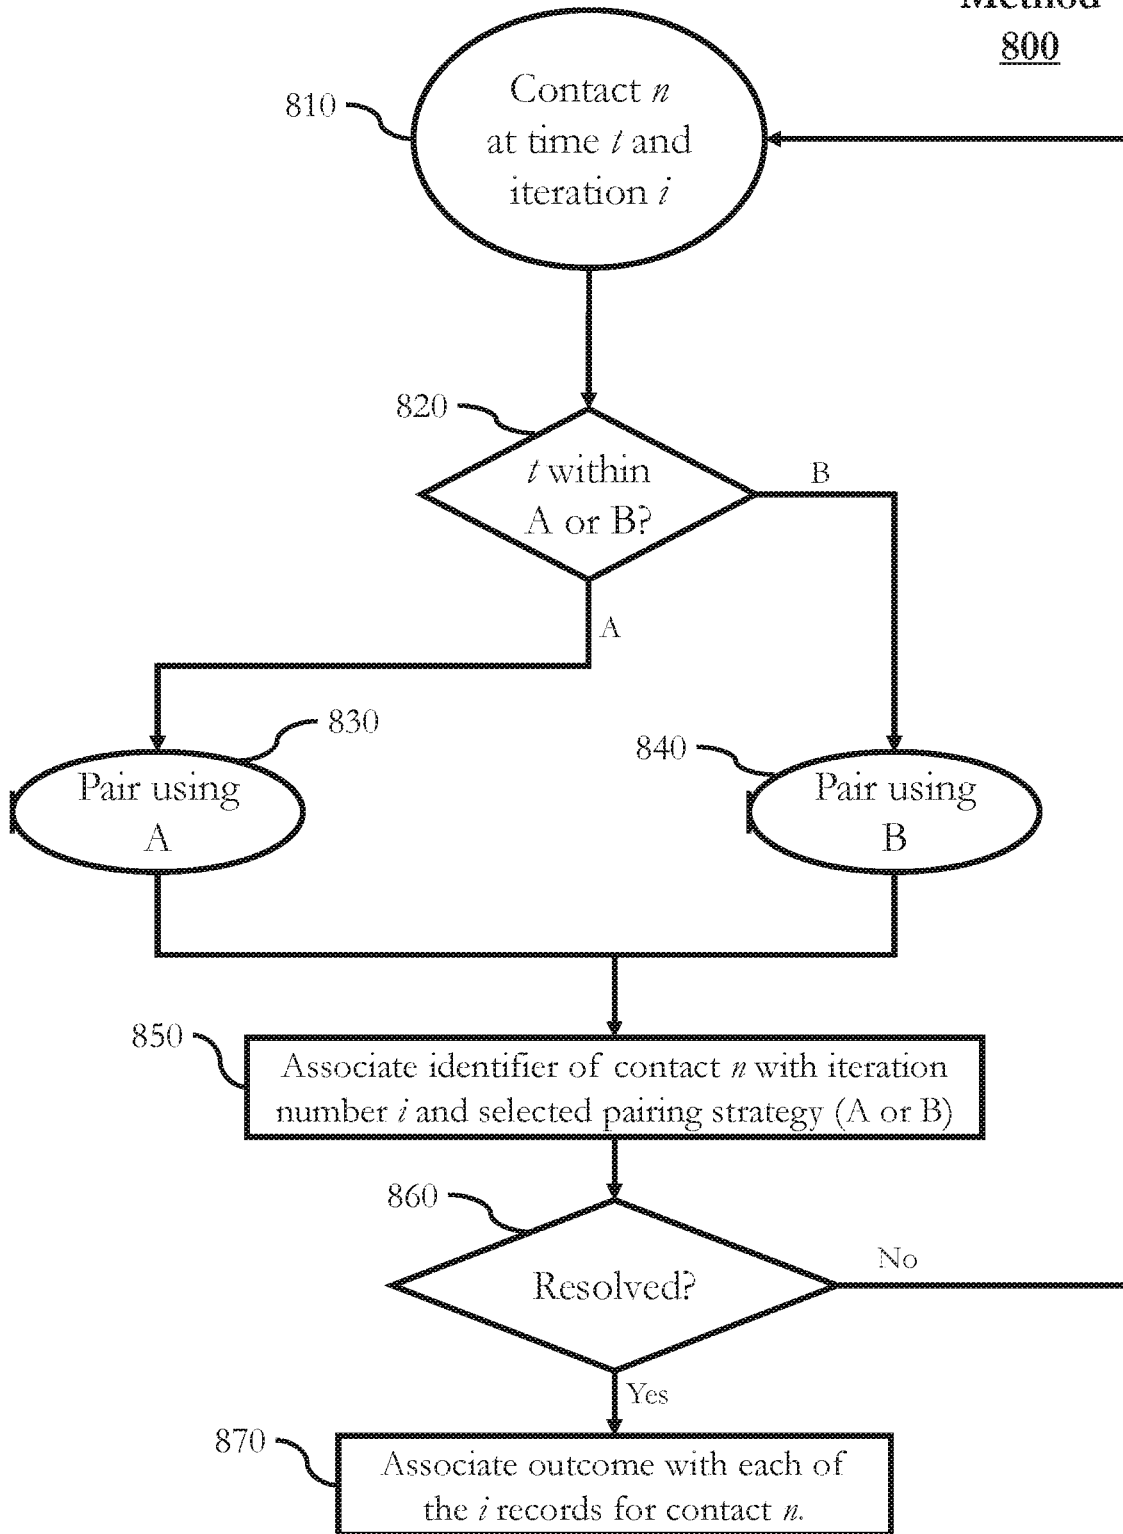 Method
800
810
Contact n
at time t and
iteration i
820
t within
A or B?
B
A
830
Pair using
A
840
Pair using
B
850
Associate identifier of contact n with iteration
number i and selected pairing strategy (A or B)
860
Resolved?
No
Yes
870
Associate outcome with each of
the i records for contact n.